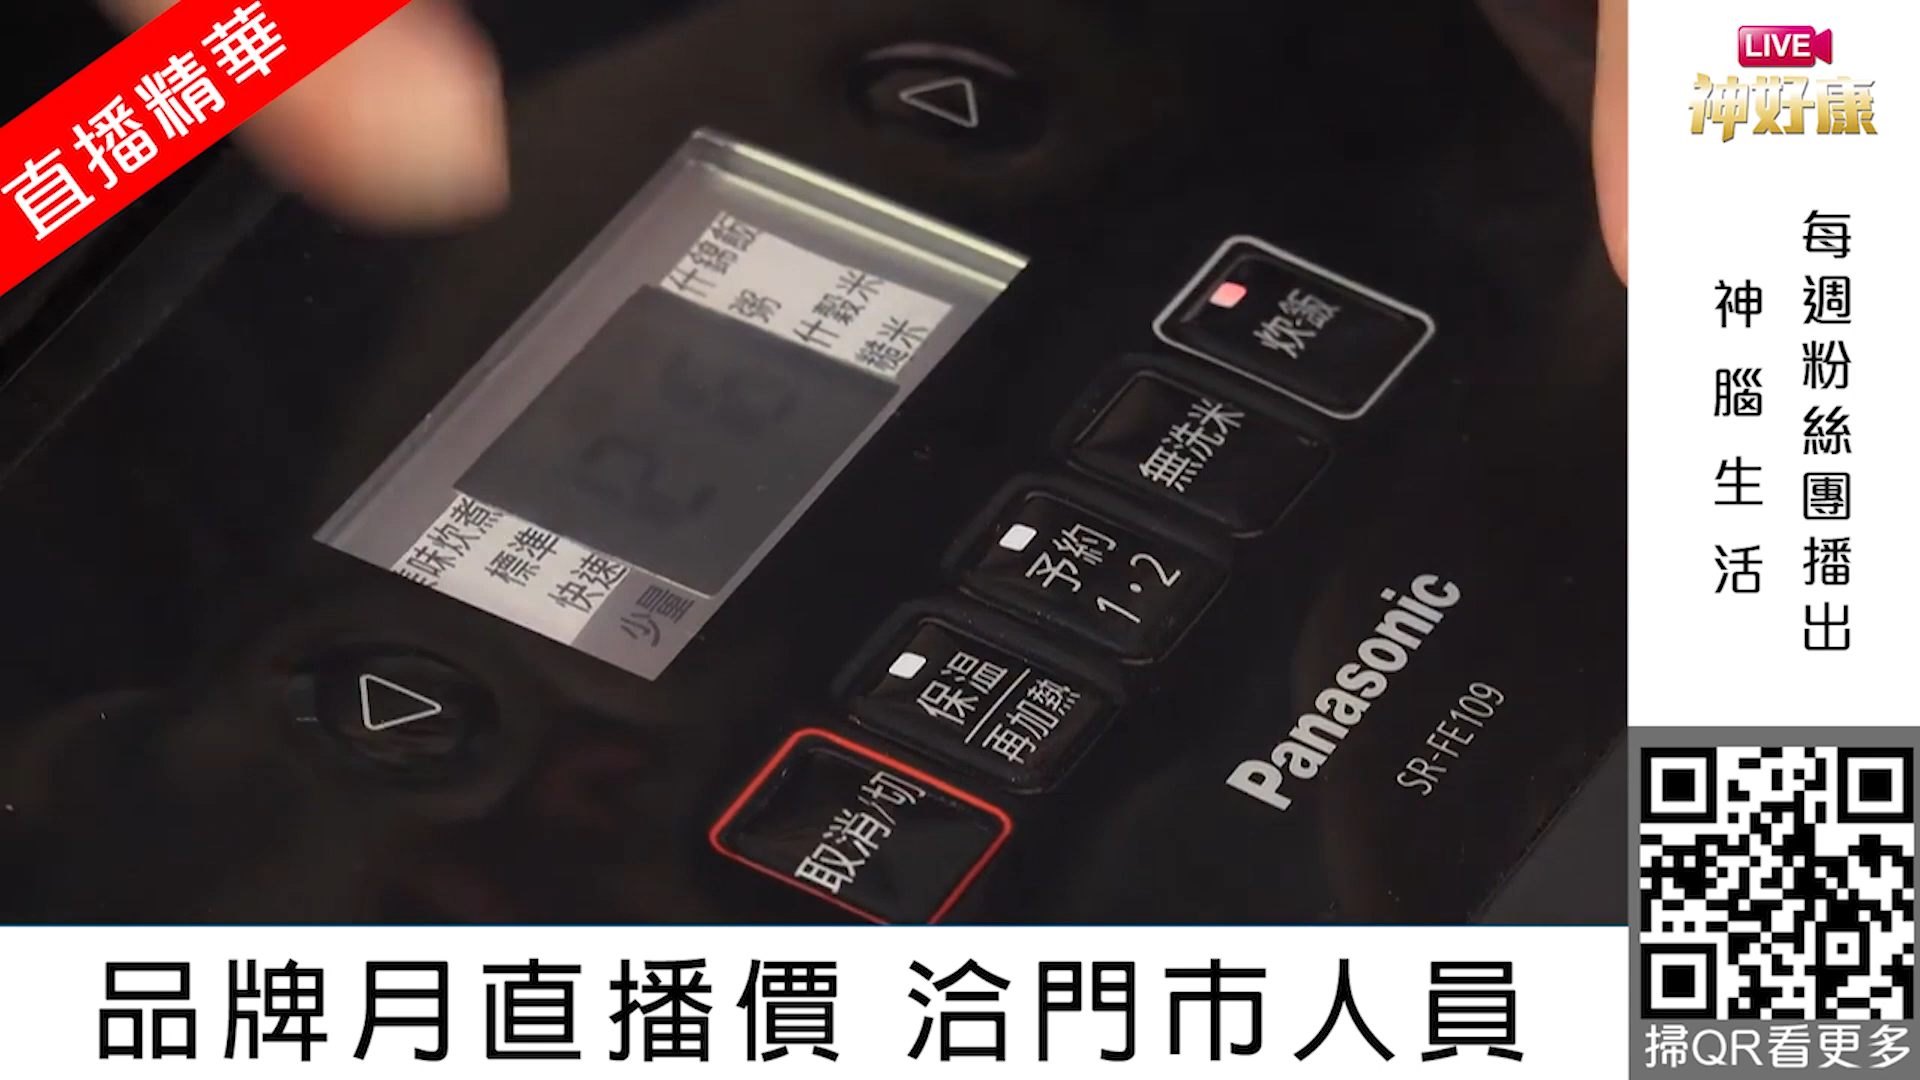 直播精華
LIVE
神好康
每週粉絲團播出
神腦生活
什錦飯
粥
什穀米
糙米
美味炊煮
標準
快速
少量
炊飯
無洗米
予約
1・2
保溫
再加熱
取消/切
Panasonic
SR-FE109
品牌月直播價 洽門市人員
掃QR看更多